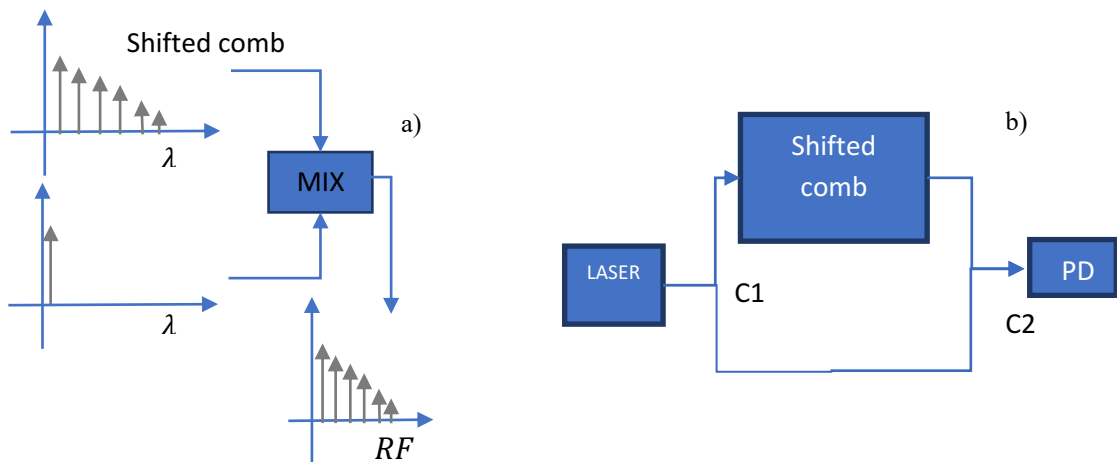 Shifted comb
a)
λ
MIX
λ
RF
b)
Shifted
comb
LASER
C1
PD
C2